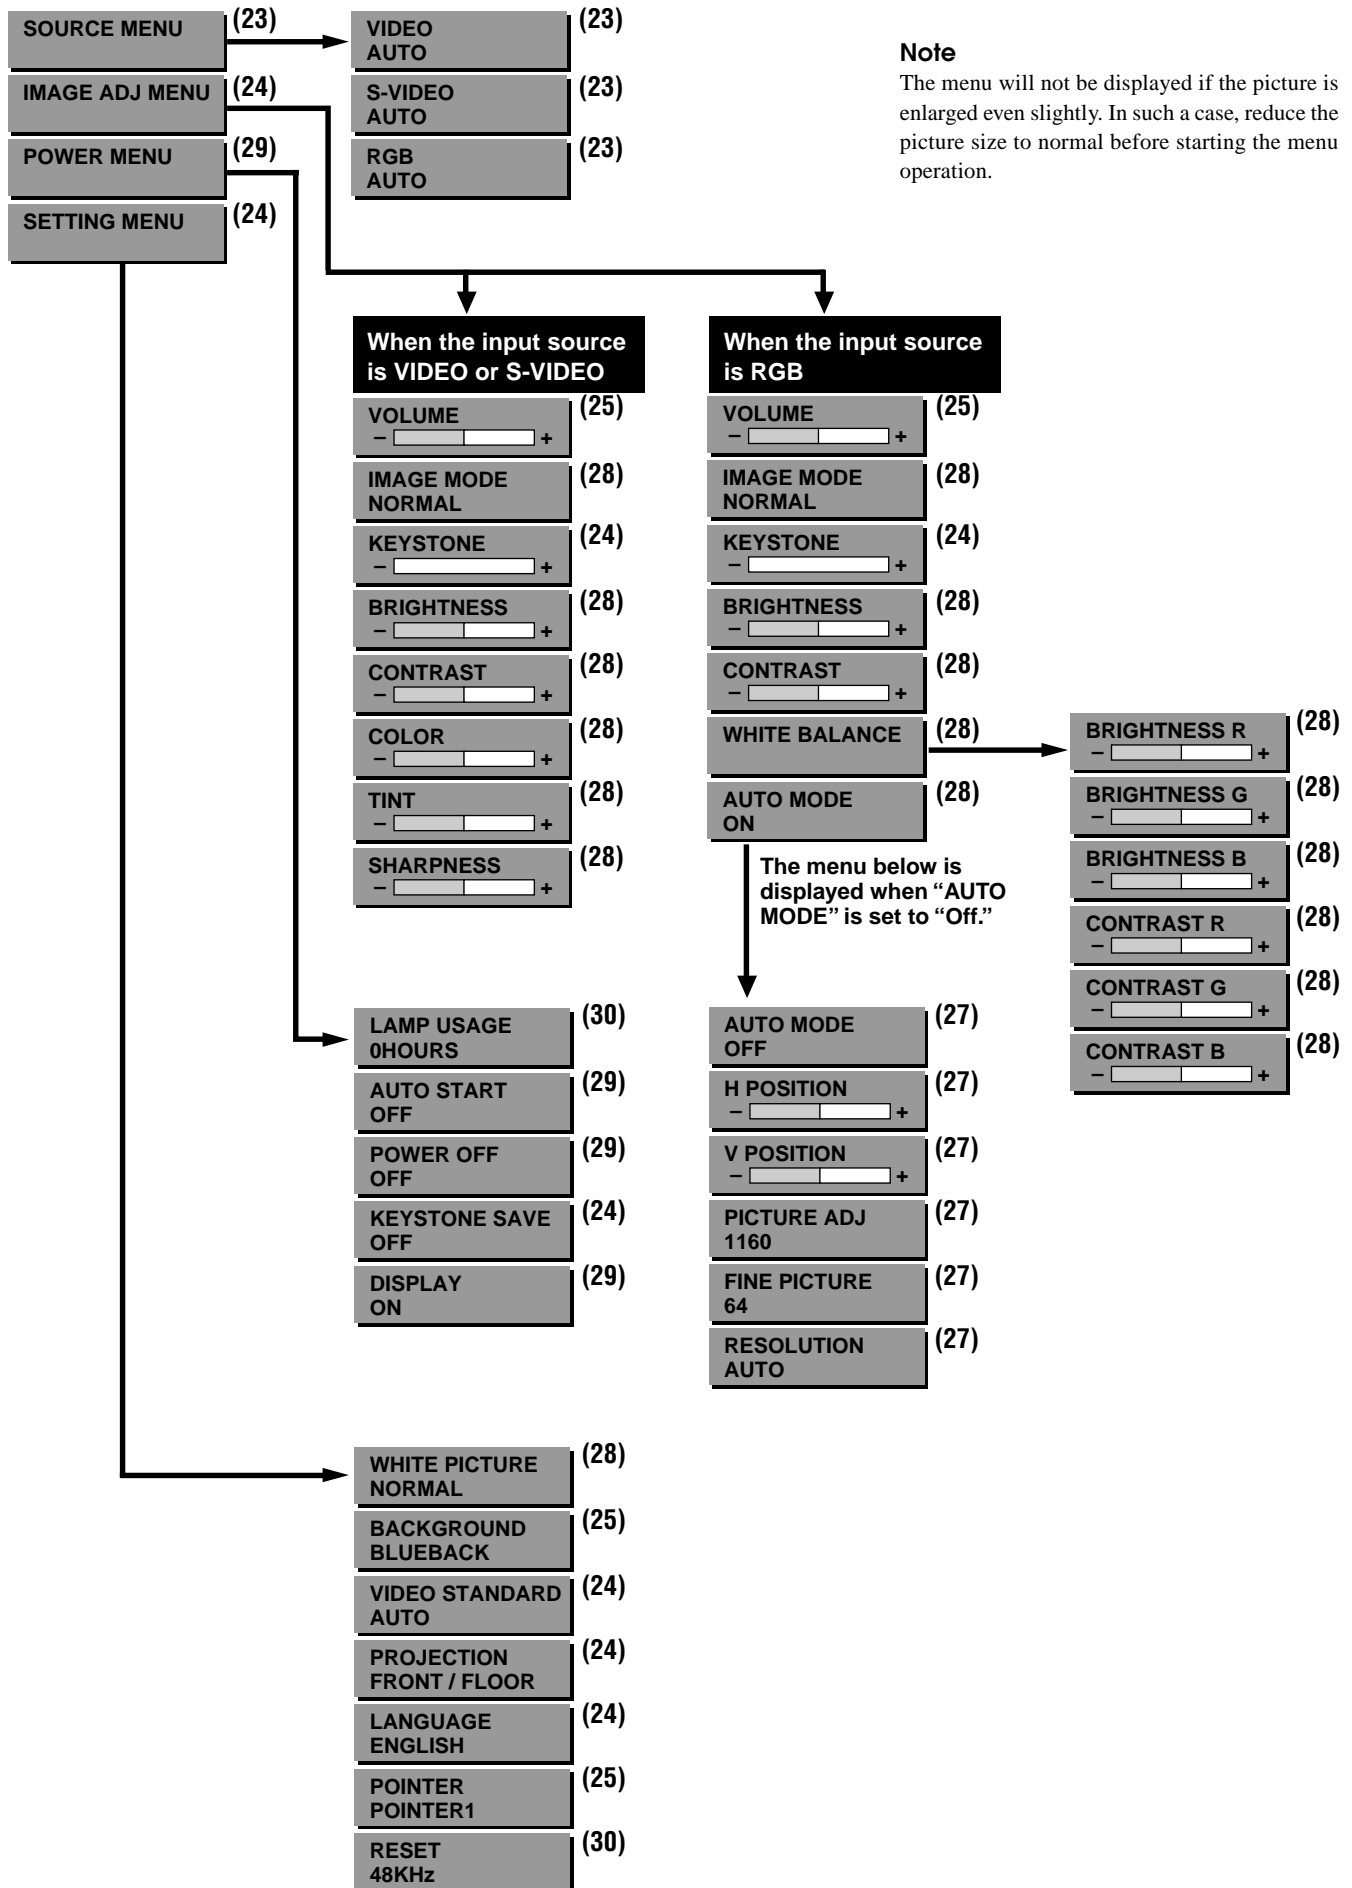 SOURCE MENU
(23)
IMAGE ADJ MENU
(24)
POWER MENU
(29)
SETTING MENU
(24)
VIDEO
AUTO
(23)
S-VIDEO
AUTO
(23)
RGB
AUTO
(23)
Note
The menu will not be displayed if the picture is
enlarged even slightly. In such a case, reduce the
picture size to normal before starting the menu
operation.
When the input source
is VIDEO or S-VIDEO
VOLUME
(25)
– +
IMAGE MODE
NORMAL
(28)
KEYSTONE
(24)
– +
BRIGHTNESS
(28)
– +
CONTRAST
(28)
– +
COLOR
(28)
– +
TINT
(28)
– +
SHARPNESS
(28)
– +
When the input source
is RGB
VOLUME
(25)
– +
IMAGE MODE
NORMAL
(28)
KEYSTONE
(24)
– +
BRIGHTNESS
(28)
– +
CONTRAST
(28)
– +
WHITE BALANCE
(28)
AUTO MODE
ON
(28)
BRIGHTNESS R
(28)
– +
BRIGHTNESS G
(28)
– +
BRIGHTNESS B
(28)
– +
CONTRAST R
(28)
– +
CONTRAST G
(28)
– +
CONTRAST B
(28)
– +
The menu below is
displayed when “AUTO
MODE” is set to “Off.”
AUTO MODE
OFF
(27)
H POSITION
(27)
– +
V POSITION
(27)
– +
PICTURE ADJ
1160
(27)
FINE PICTURE
64
(27)
RESOLUTION
AUTO
(27)
LAMP USAGE
0HOURS
(30)
AUTO START
OFF
(29)
POWER OFF
OFF
(29)
KEYSTONE SAVE
OFF
(24)
DISPLAY
ON
(29)
WHITE PICTURE
NORMAL
(28)
BACKGROUND
BLUEBACK
(25)
VIDEO STANDARD
AUTO
(24)
PROJECTION
FRONT / FLOOR
(24)
LANGUAGE
ENGLISH
(24)
POINTER
POINTER1
(25)
RESET
48KHz
(30)